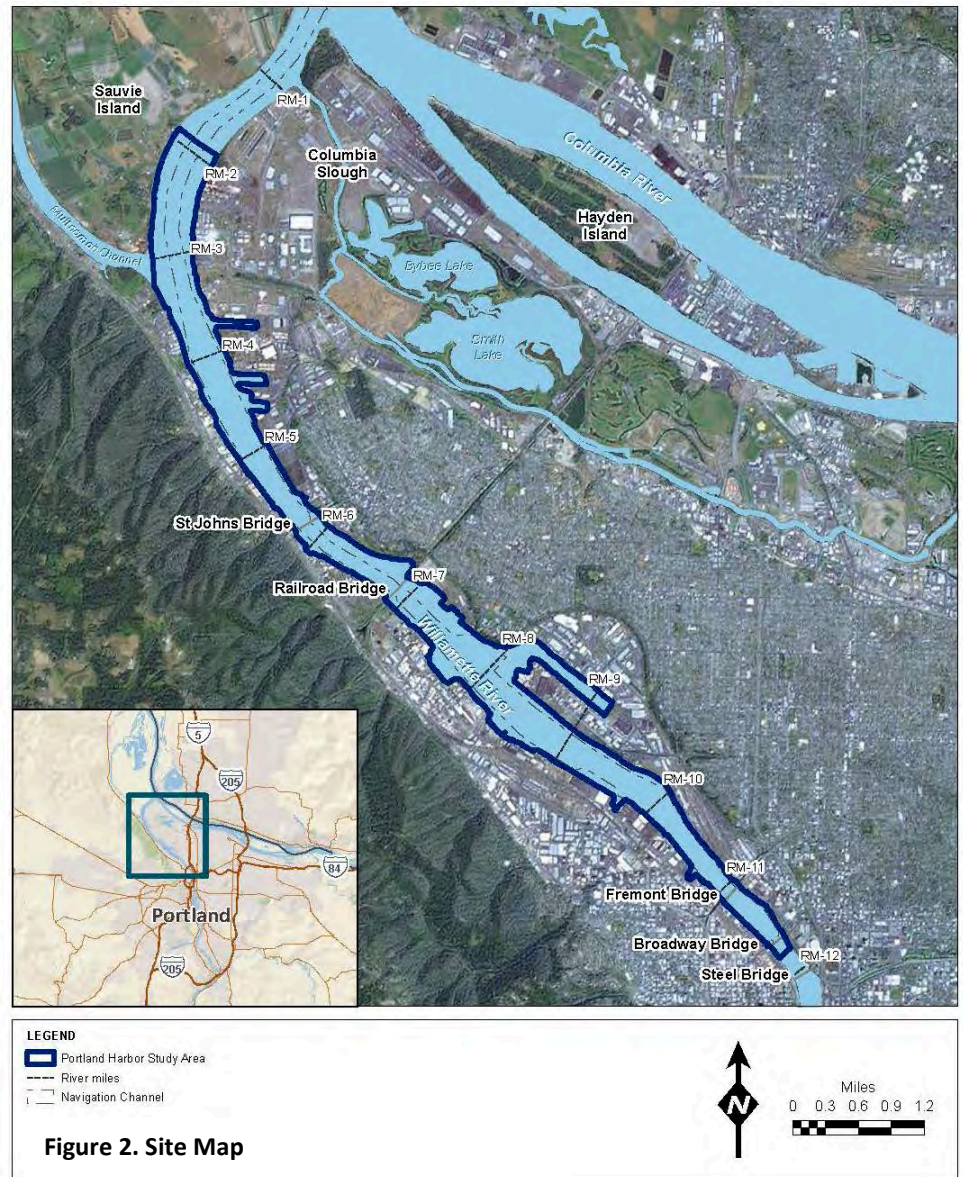 Sauvie
Island
RM-1
Columbia River
Columbia
Slough
RM-2
Hayden
Island
Multnomah Channel
RM-3
Bybee Lake
Smith
Lake
RM-4
RM-5
St Johns Bridge
RM-6
Railroad Bridge
RM-7
Willamette River
RM-8
RM-9
RM-10
RM-11
Fremont Bridge
Broadway Bridge
RM-12
Steel Bridge
5
205
84
Portland
205
LEGEND
Portland Harbor Study Area
River miles
Navigation Channel
N
Miles
0 0.3 0.6 0.9 1.2
Figure 2. Site Map